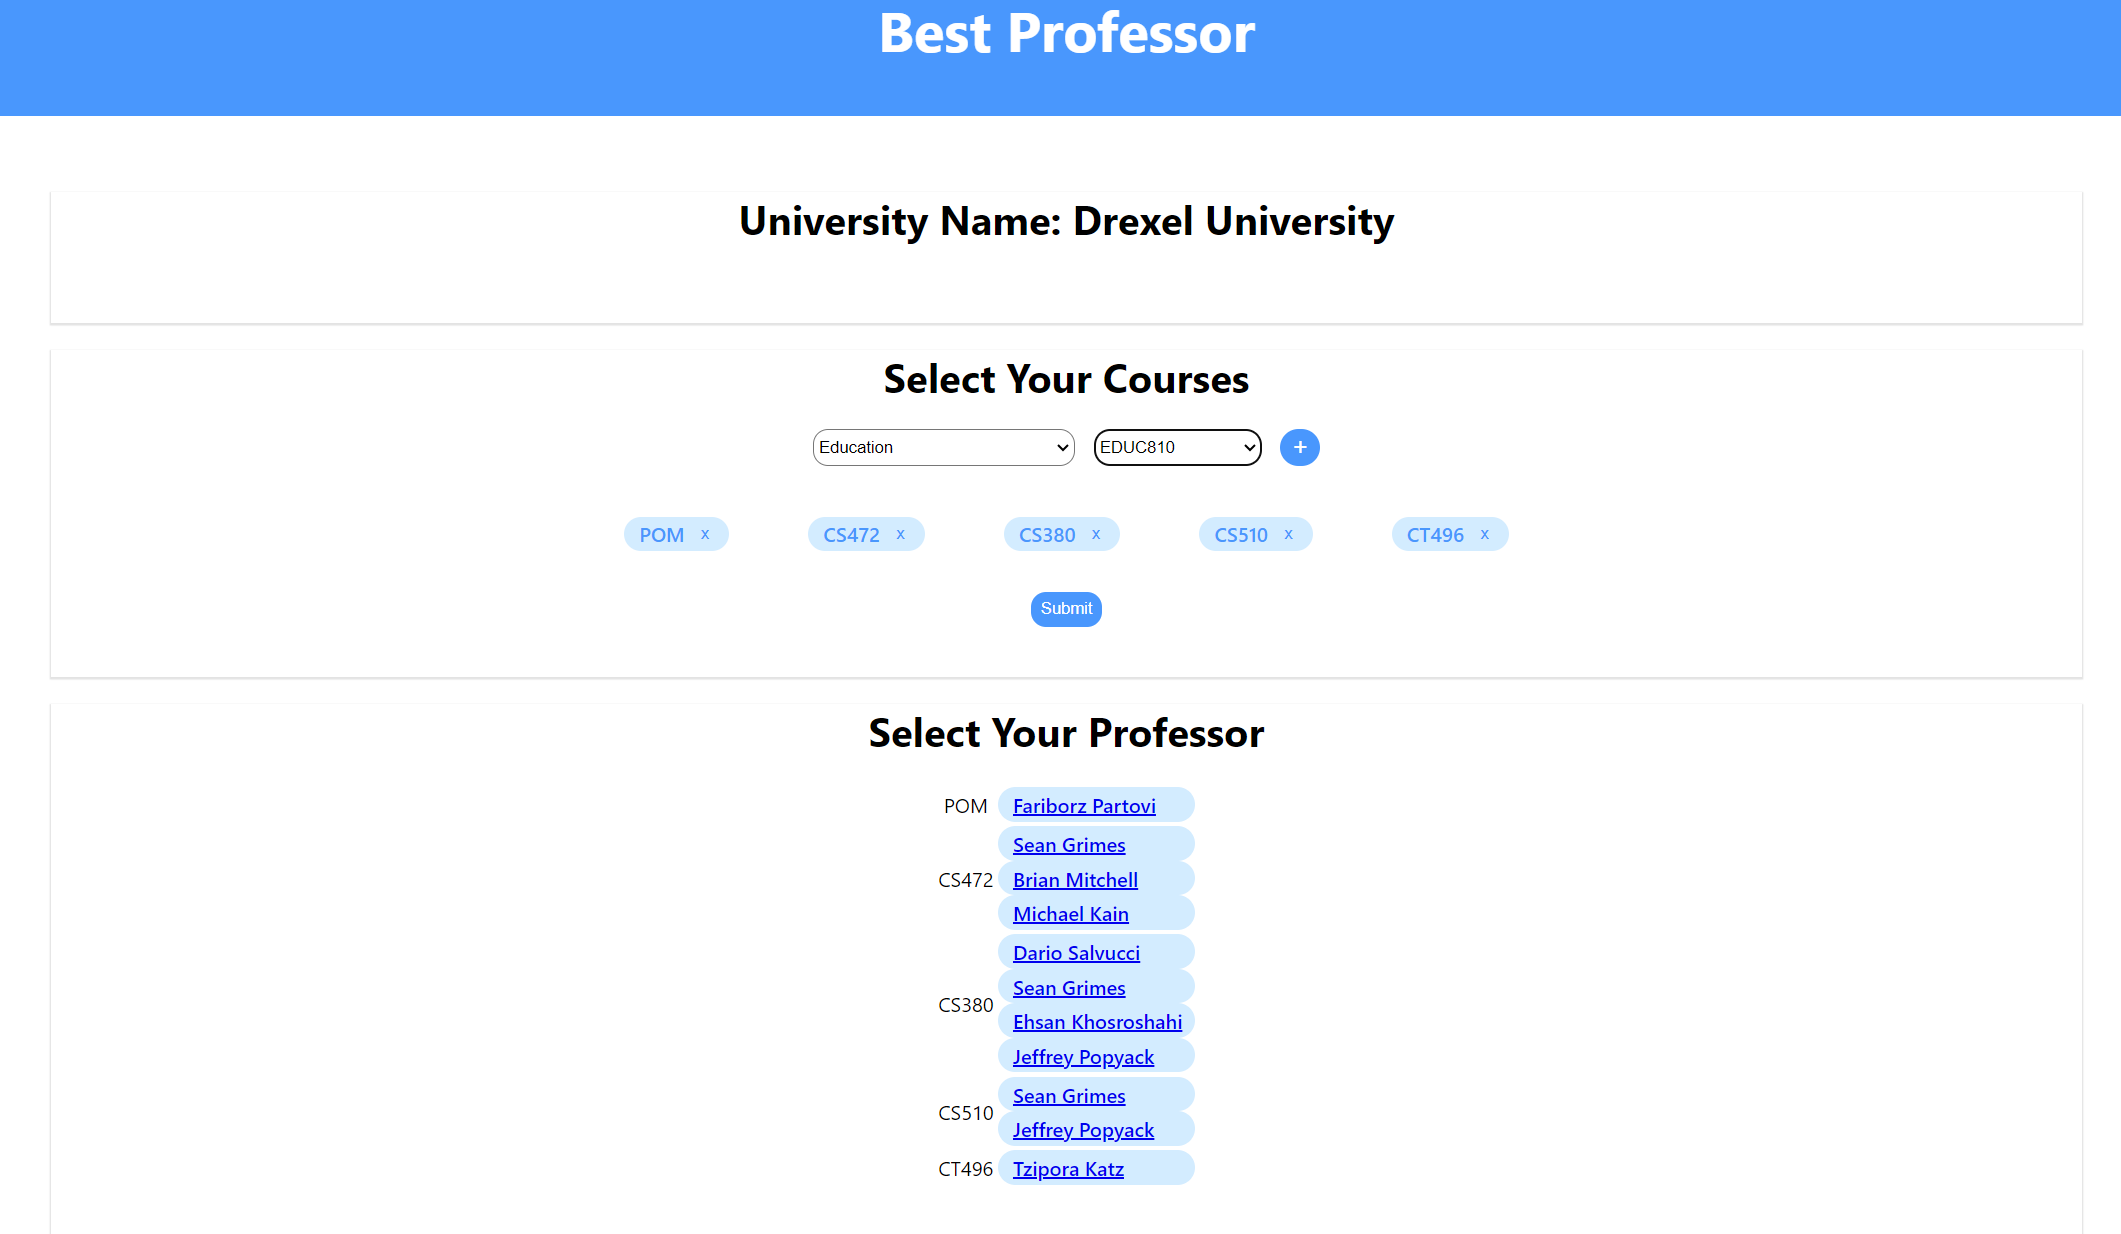 Best Professor
University Name: Drexel University
Select Your Courses
Education EDUC810 +
POM x CS472 x CS380 x CS510 x CT496 x
Submit
Select Your Professor
POM Fariborz Partovi
Sean Grimes
CS472 Brian Mitchell
Michael Kain
Dario Salvucci
Sean Grimes
CS380
Ehsan Khosroshahi
Jeffrey Popyack
Sean Grimes
CS510
Jeffrey Popyack
CT496 Tzipora Katz